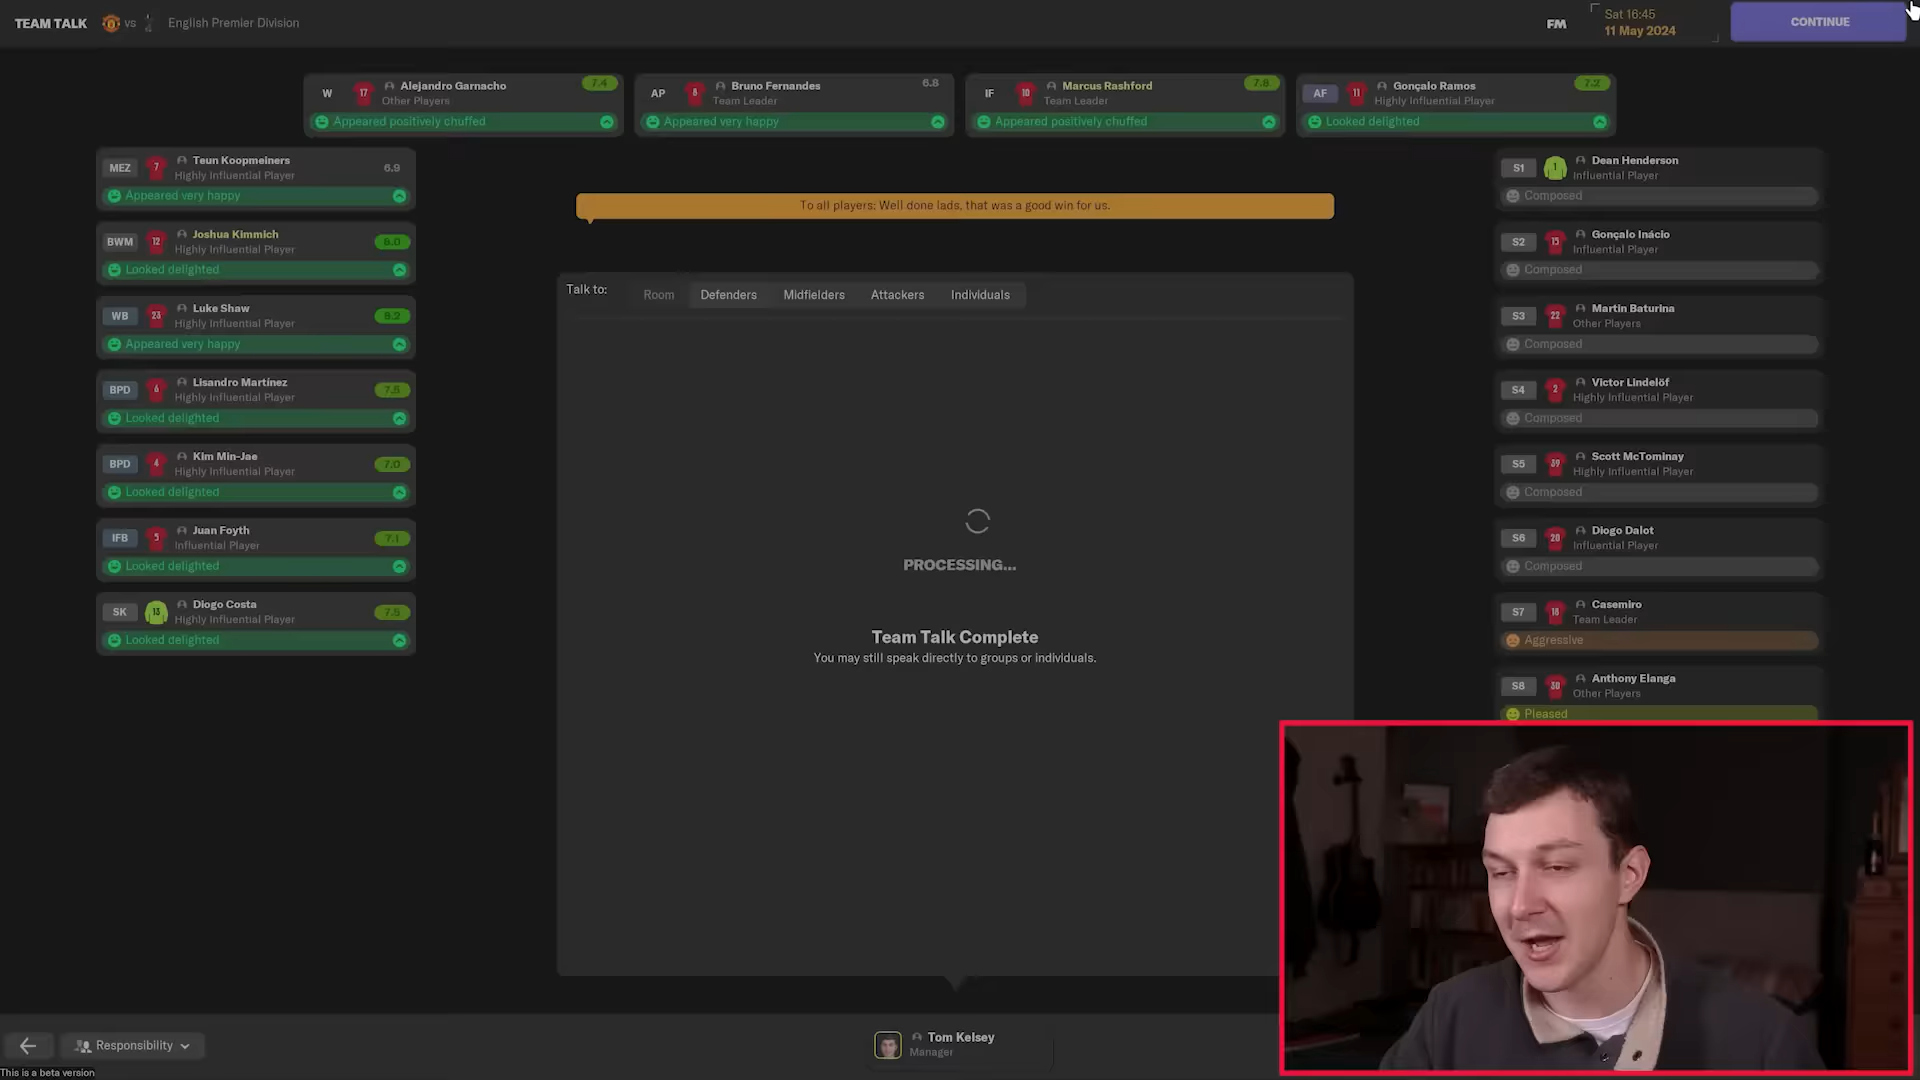 TEAM TALK
vs
English Premier Division
FM
Sat 16:45
11 May 2024
CONTINUE
W
17
Alejandro Garnacho
7.4
Other Players
Appeared positively chuffed
AP
8
Bruno Fernandes
6.8
Team Leader
Appeared very happy
IF
10
Marcus Rashford
7.8
Team Leader
Appeared positively chuffed
AF
11
Gonçalo Ramos
7.2
Highly Influential Player
Looked delighted
MEZ
7
Teun Koopmeiners
6.9
Highly Influential Player
Appeared very happy
BWM
12
Joshua Kimmich
8.0
Highly Influential Player
Looked delighted
WB
23
Luke Shaw
8.2
Highly Influential Player
Appeared very happy
BPD
6
Lisandro Martínez
7.5
Highly Influential Player
Looked delighted
BPD
4
Kim Min-Jae
7.0
Highly Influential Player
Looked delighted
IFB
5
Juan Foyth
7.1
Influential Player
Looked delighted
SK
13
Diogo Costa
7.5
Highly Influential Player
Looked delighted
To all players: Well done lads, that was a good win for us.
Talk to:
Room
Defenders
Midfielders
Attackers
Individuals
PROCESSING...
Team Talk Complete
You may still speak directly to groups or individuals.
S1
1
Dean Henderson
Influential Player
Composed
S2
15
Gonçalo Inácio
Influential Player
Composed
S3
22
Martin Baturina
Other Players
Composed
S4
2
Victor Lindelöf
Highly Influential Player
Composed
S5
39
Scott McTominay
Highly Influential Player
Composed
S6
20
Diogo Dalot
Influential Player
Composed
S7
18
Casemiro
Team Leader
Aggressive
S8
30
Anthony Elanga
Other Players
Pleased
Responsibility
Tom Kelsey
Manager
This is a beta version